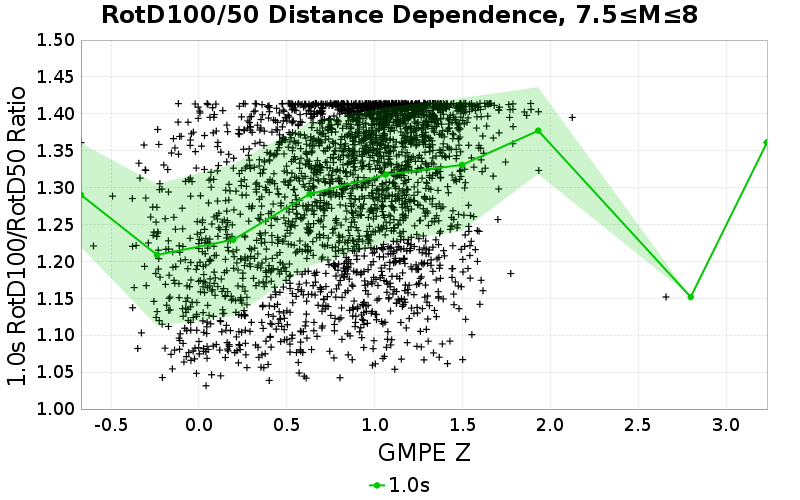 RotD100/50 Distance Dependence, 7.5≤M≤8
1.50
1.45
1.40
1.35
1.30
1.25
1.20
1.15
1.10
1.05
1.00
1.0s RotD100/RotD50 Ratio
-0.5 0.0 0.5 1.0 1.5 2.0 2.5 3.0
GMPE Z
1.0s